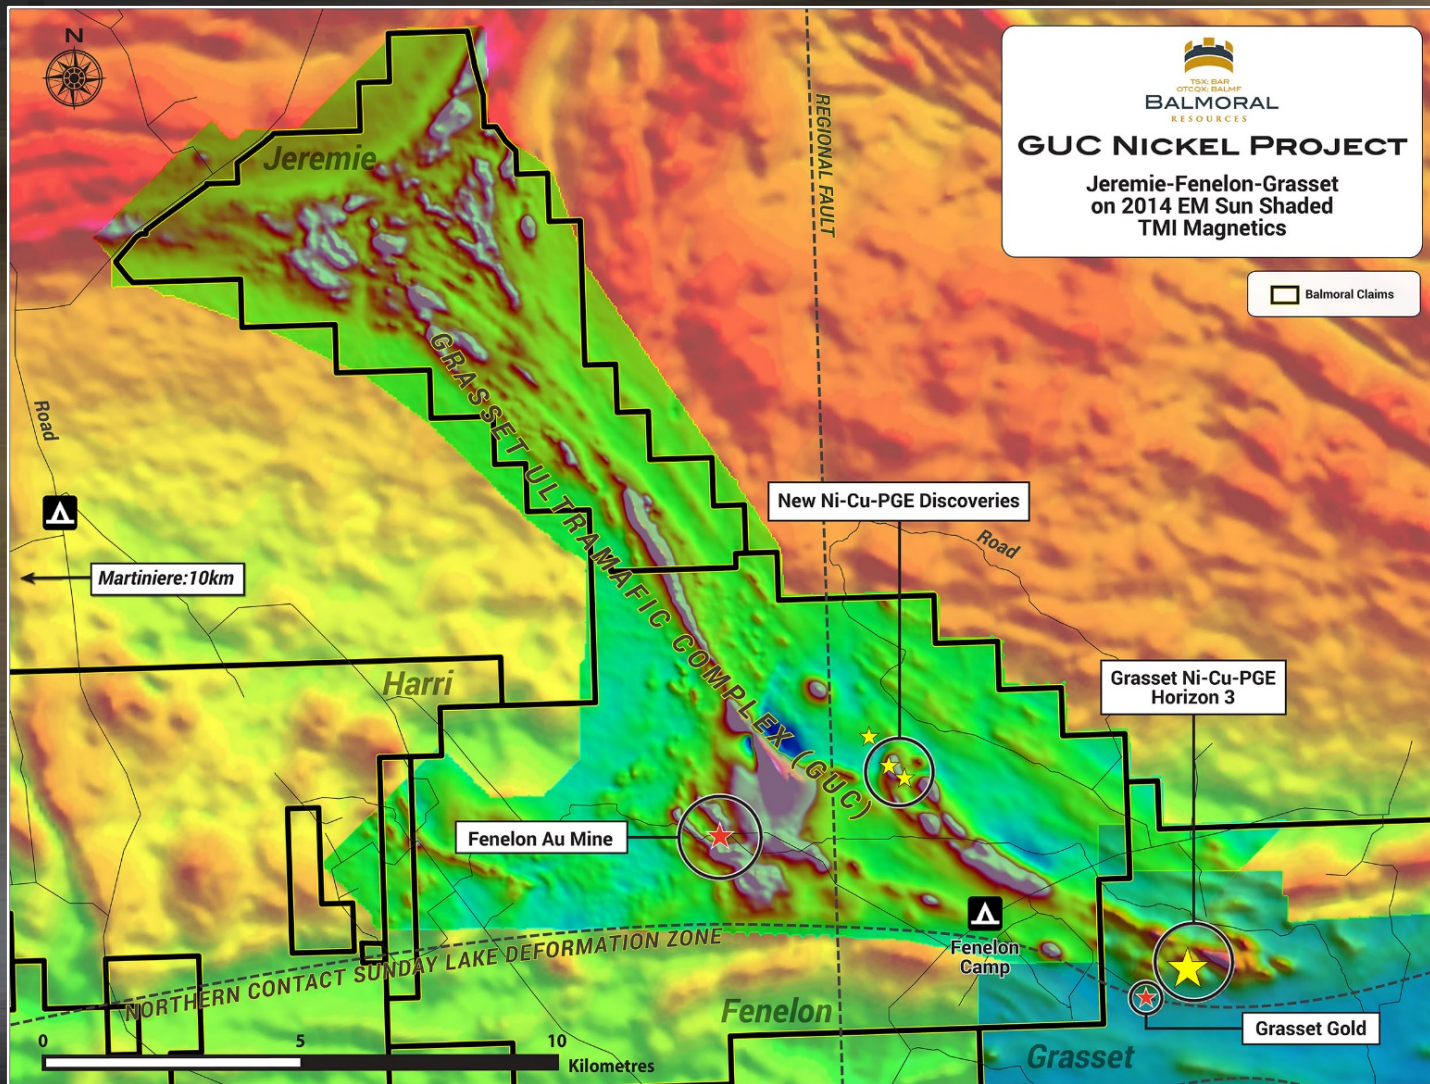 N
TSX: BAR
OTCQX: BALMF
BALMORAL
RESOURCES
GUC NICKEL PROJECT
Jeremie-Fenelon-Grasset
on 2014 EM Sun Shaded
TMI Magnetics
Balmoral Claims
REGIONAL FAULT
Jeremie
GRASSET ULTRAMAFIC COMPLEX (GUC)
Road
New Ni-Cu-PGE Discoveries
Road
Martiniere:10km
Harri
Grasset Ni-Cu-PGE
Horizon 3
Fenelon Au Mine
Fenelon
Camp
NORTHERN CONTACT SUNDAY LAKE DEFORMATION ZONE
Fenelon
Grasset Gold
Grasset
0 5 10
Kilometres